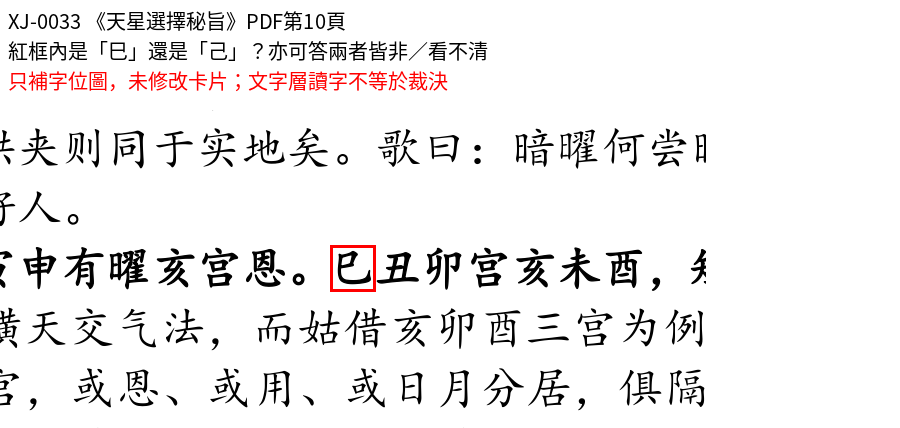 XJ-0033 《天星選擇秘旨》PDF第10頁
紅框內是「巳」還是「己」？亦可答兩者皆非／看不清
只補字位圖，未修改卡片；文字層讀字不等於裁決
夹则同于实地矣。歌曰：暗曜何尝
人。
申有曜亥宫恩。巳丑卯宫亥未酉，
天交气法，而姑借亥卯酉三宫为例
宫，或恩、或用、或日月分居，俱隔